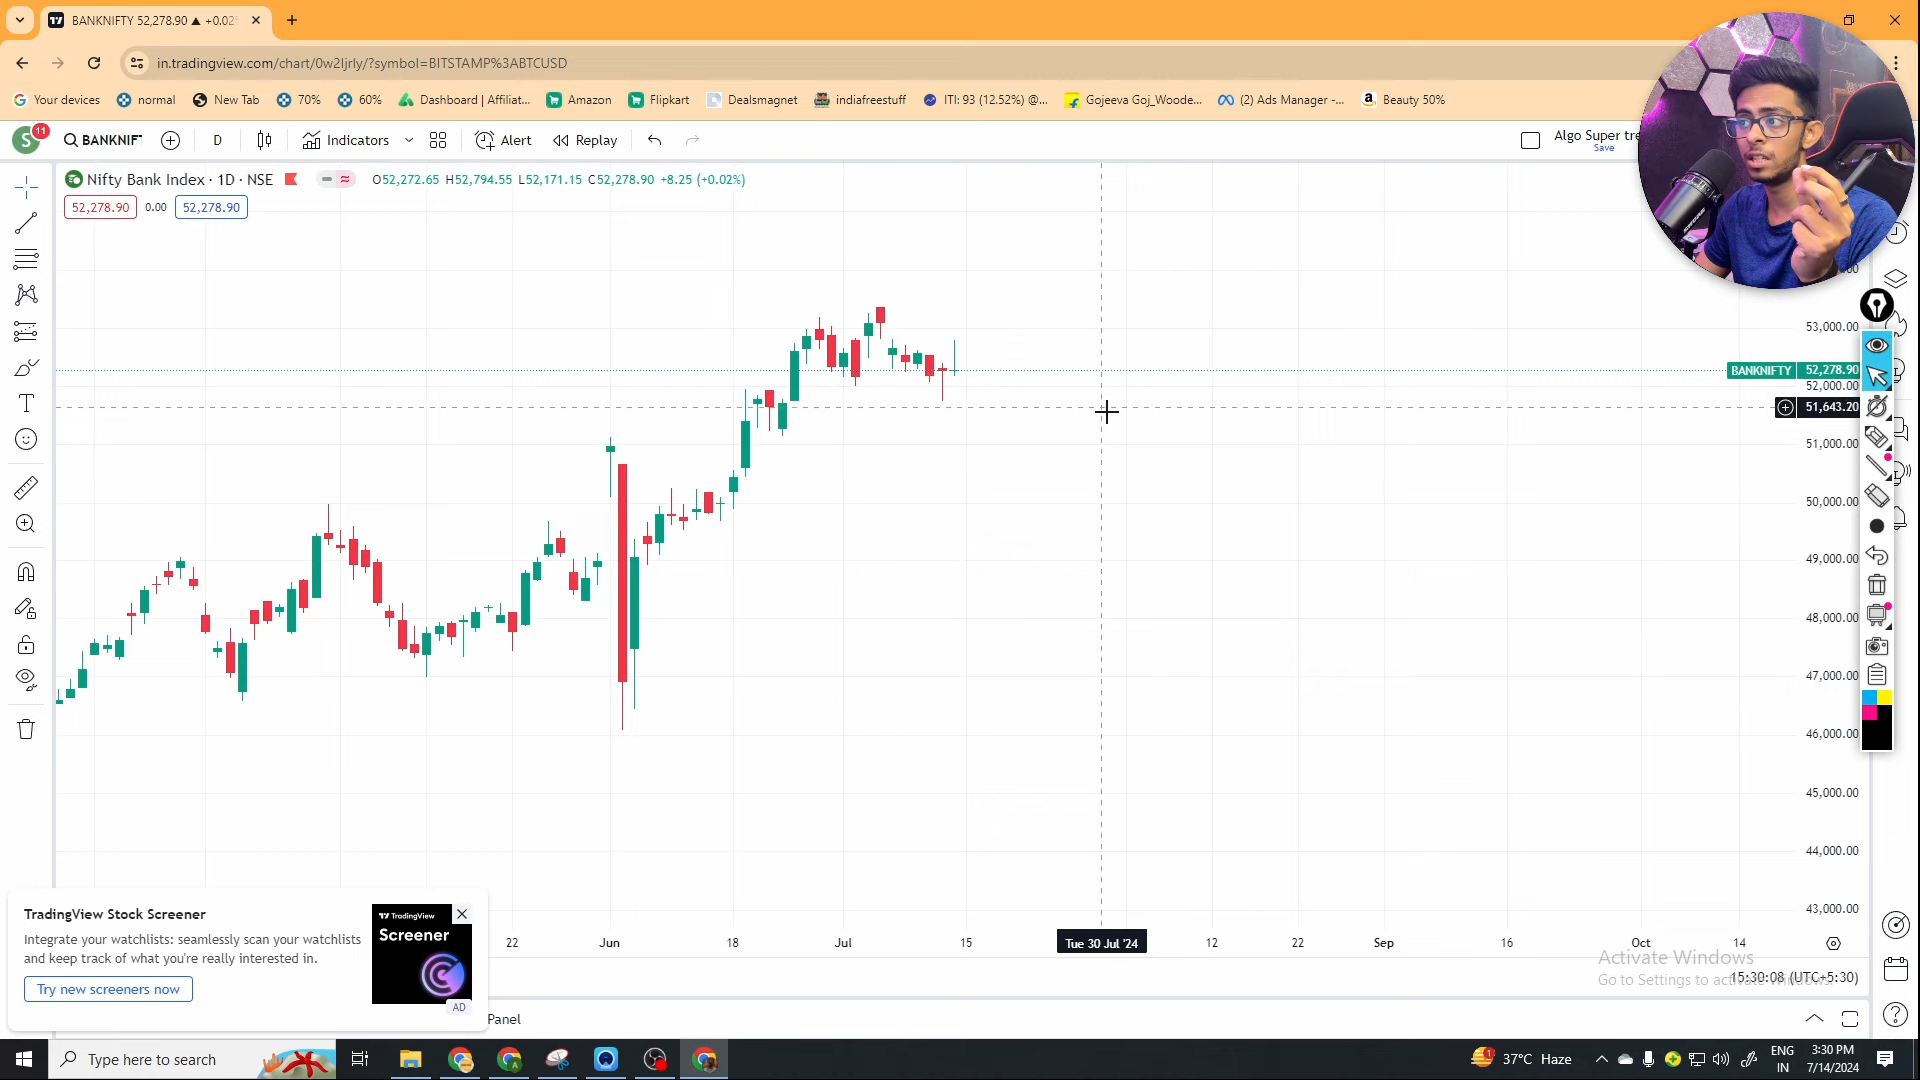 BANKNIFTY 52,278.90 ▲ +0.02%
in.tradingview.com/chart/0w2ljrly/?symbol=BITSTAMP%3ABTCUSD
Your devices normal New Tab 70% 60% Dashboard | Affiliat... Amazon Flipkart Dealsmagnet indiafreestuff ITI: 93 (12.52%) @... Gojeeva Goj_Woode... (2) Ads Manager -... Beauty 50%
S 11 BANKNIF D Indicators Alert Replay Algo Super tre
Save
Nifty Bank Index · 1D · NSE O52,272.65 H52,794.55 L52,171.15 C52,278.90 +8.25 (+0.02%)
52,278.90 0.00 52,278.90
53,000.00
BANKNIFTY 52,278.90
52,000.00
51,643.20
51,000.00
50,000.00
49,000.00
48,000.00
47,000.00
46,000.00
45,000.00
44,000.00
43,000.00
22 Jun 18 Jul 15 Tue 30 Jul '24 12 22 Sep 16 Oct 14
TradingView Stock Screener
Integrate your watchlists: seamlessly scan your watchlists
and keep track of what you're really interested in.
Try new screeners now
TradingView
Screener
AD
Activate Windows
Go to Settings to activate Windows.
15:30:08 (UTC+5:30)
Panel
Type here to search
37°C Haze
ENG
IN
3:30 PM
7/14/2024